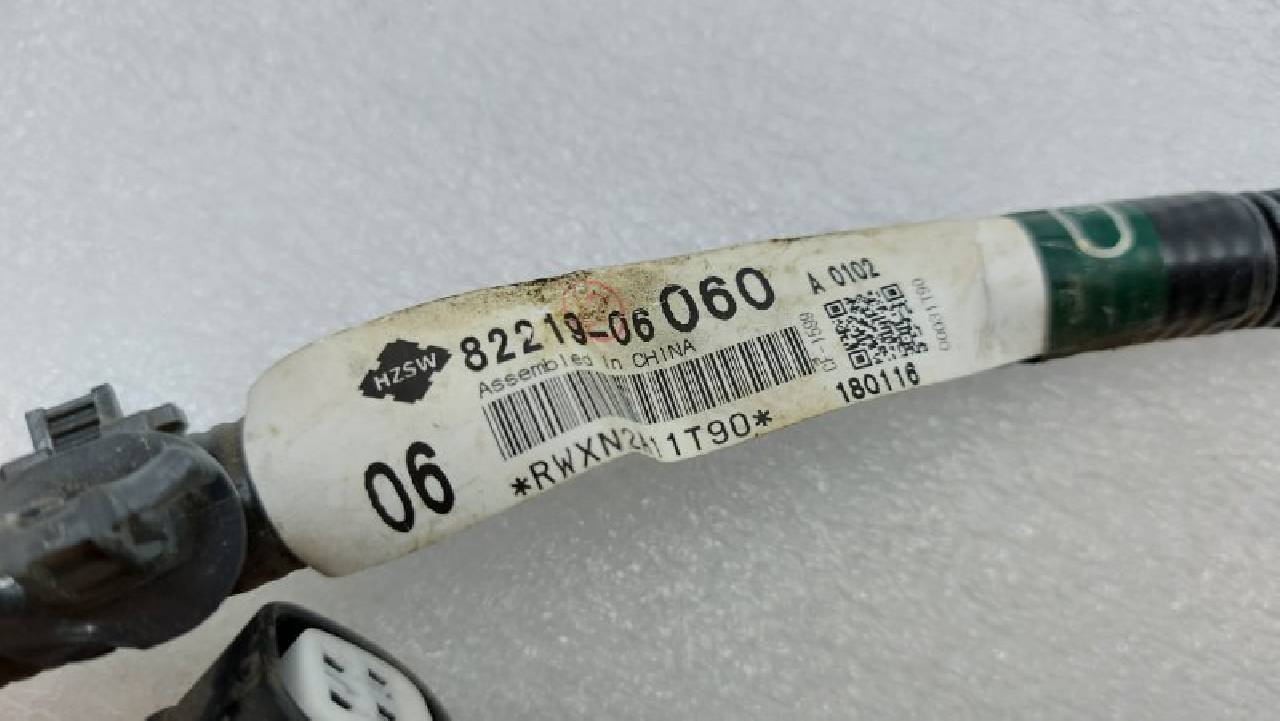 HZSW
82219-06060
A 0102
Assembled in CHINA
180116
06